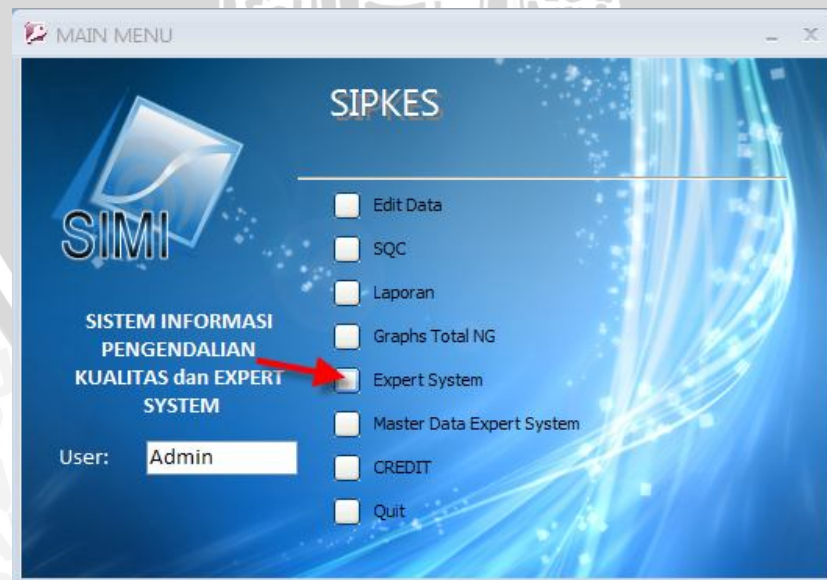 MAIN MENU
SIPKES
SIMI
SISTEM INFORMASI
PENGENDALIAN
KUALITAS dan EXPERT
SYSTEM
User: Admin
Edit Data
SQC
Laporan
Graphs Total NG
Expert System
Master Data Expert System
CREDIT
Quit